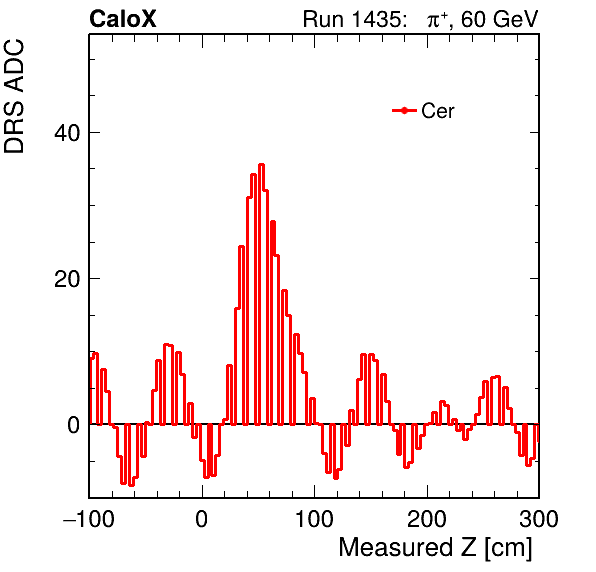 CaloX Run 1435: π⁺, 60 GeV
DRS ADC
Cer
40
20
0
−100 0 100 200 300
Measured Z [cm]